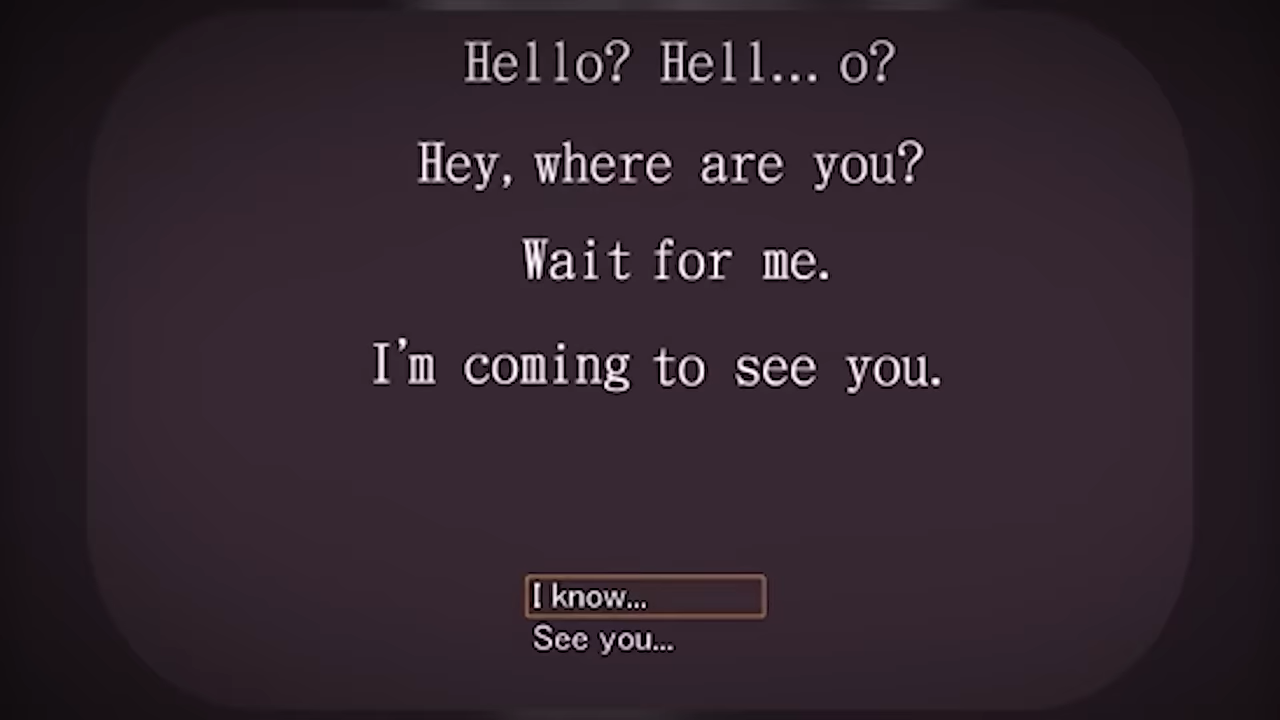 Hello? Hell... o?
Hey, where are you?
Wait for me.
I'm coming to see you.
I know...
See you...